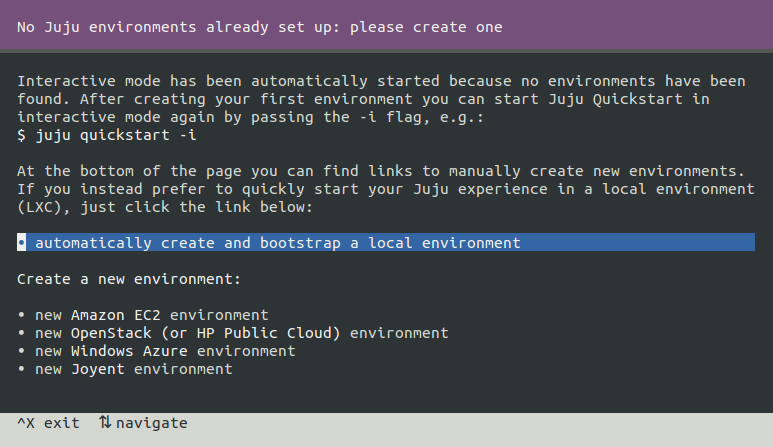 No Juju environments already set up: please create one
Interactive mode has been automatically started because no environments have been
found. After creating your first environment you can start Juju Quickstart in
interactive mode again by passing the -i flag, e.g.:
$ juju quickstart -i
At the bottom of the page you can find links to manually create new environments.
If you instead prefer to quickly start your Juju experience in a local environment
(LXC), just click the link below:
• automatically create and bootstrap a local environment
Create a new environment:
• new Amazon EC2 environment
• new OpenStack (or HP Public Cloud) environment
• new Windows Azure environment
• new Joyent environment
^X exit ⇅ navigate